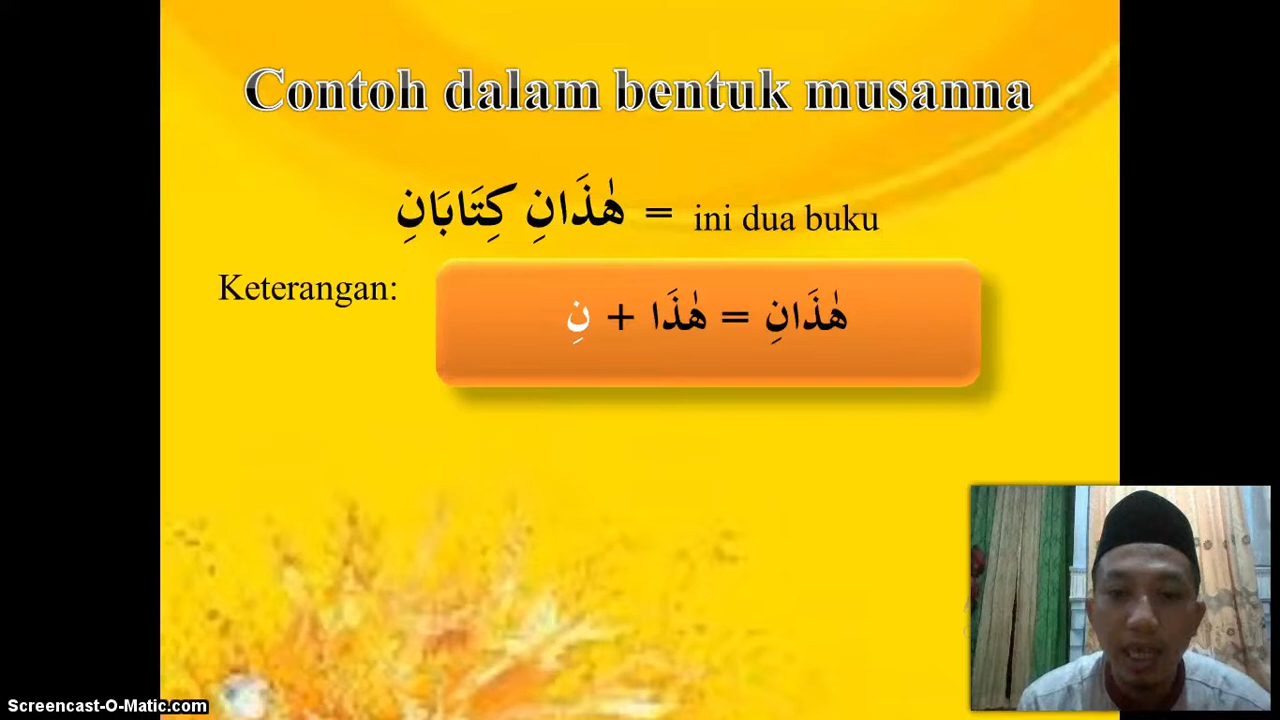 Contoh dalam bentuk musanna
هٰذَانِ كِتَابَانِ = ini dua buku
Keterangan:
هٰذَانِ = هٰذَا + نِ
Screencast-O-Matic.com